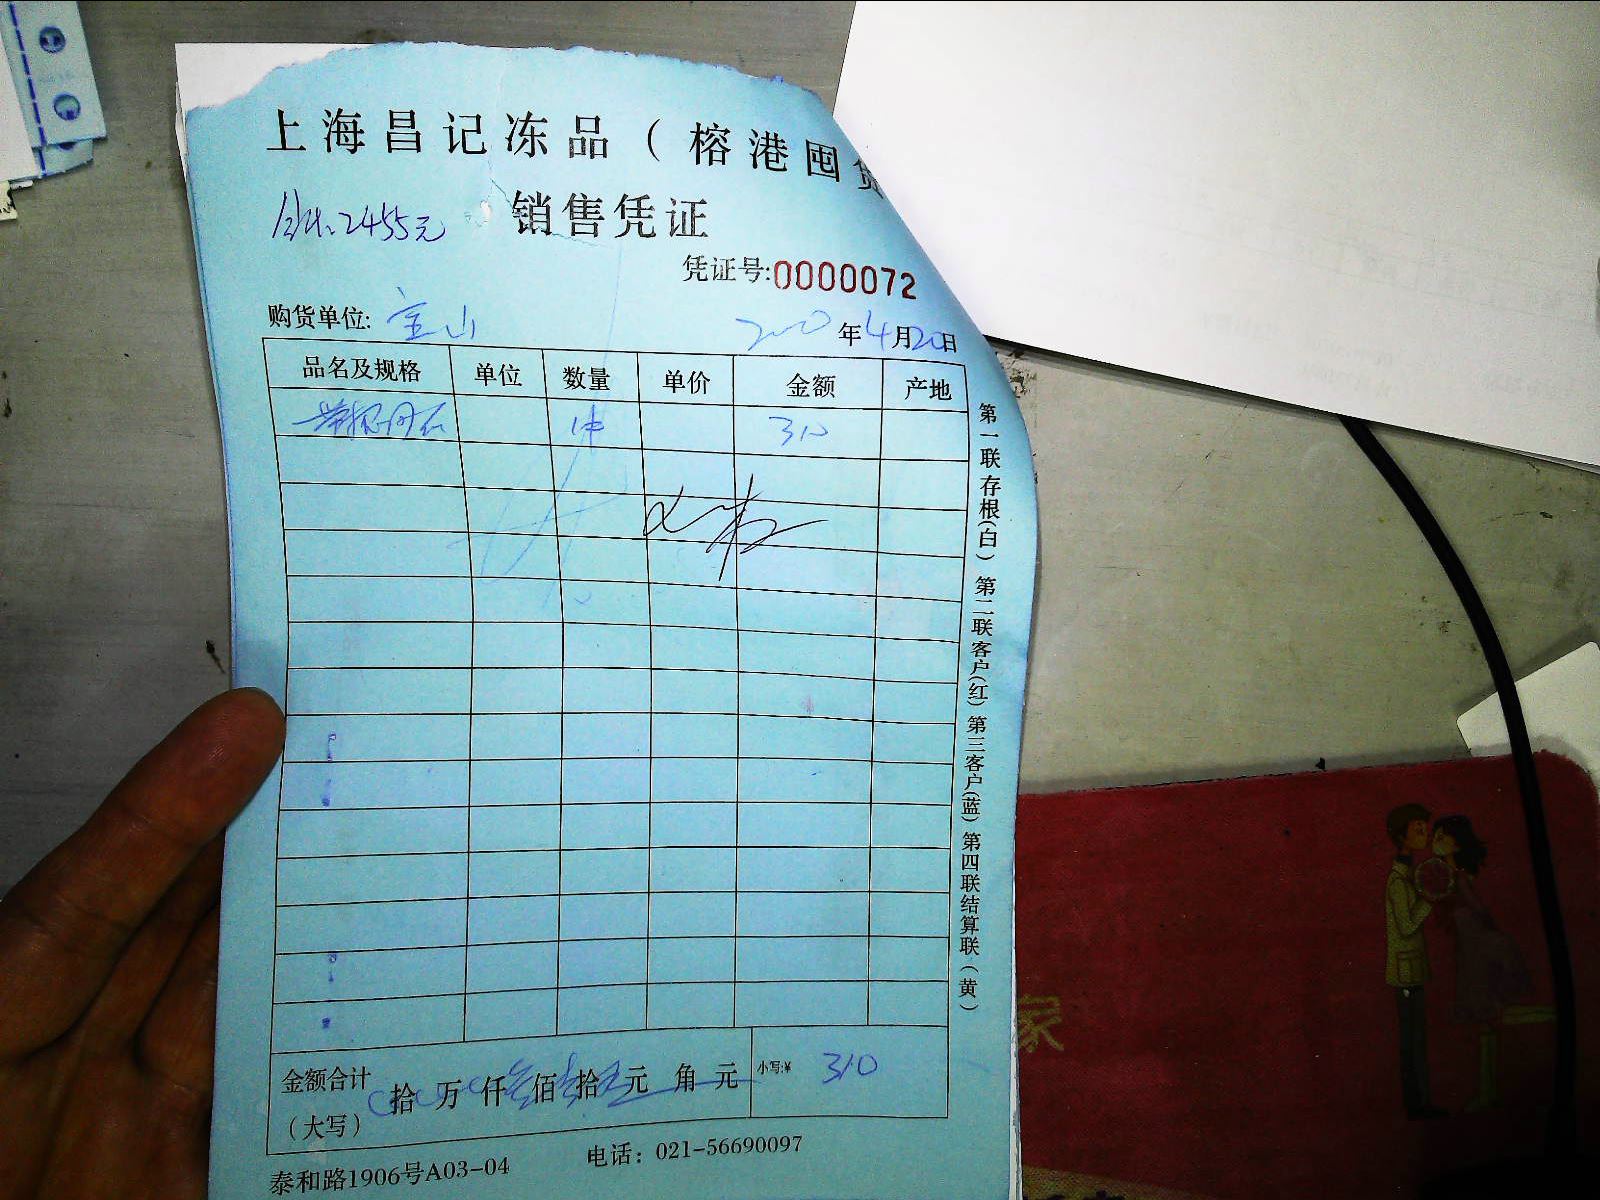 上海昌记冻品（榕港囤货
2455元
销售凭证
凭证号:0000072
购货单位: 宝山
年4月20日
品名及规格 单位 数量 单价 金额 产地
1件 310
金额合计（大写） 拾 万 仟 佰 拾 元 角 元 小写:¥ 310
泰和路1906号A03-04 电话：021-56690097
第一联存根(白) 第二联客户(红) 第三客户(蓝) 第四联结算联(黄)
家